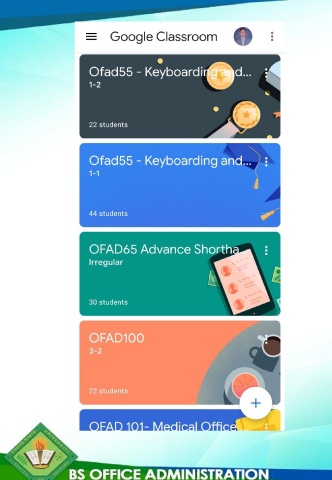 Google Classroom
Ofad55 - Keyboarding and...
1-2
22 students
Ofad55 - Keyboarding and...
1-1
44 students
OFAD65 Advance Shortha...
Irregular
30 students
OFAD100
3-2
22 students
OFAD 101- Medical Office
BS OFFICE ADMINISTRATION